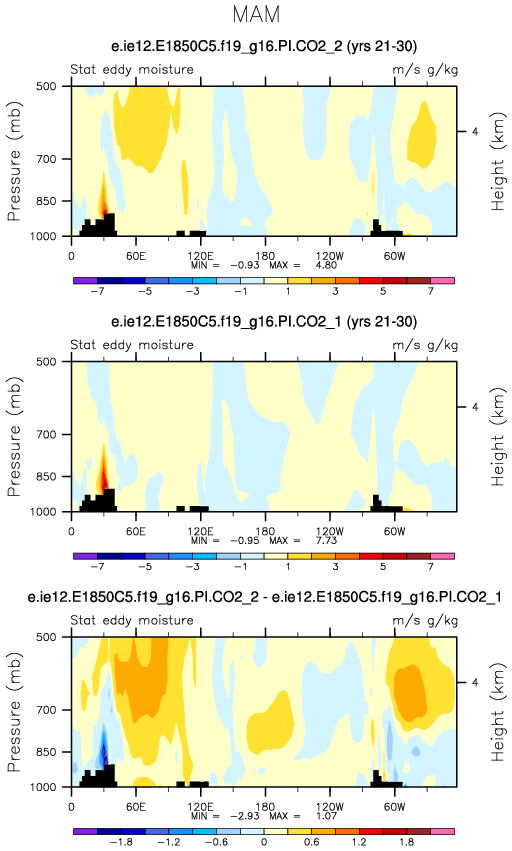 MAM
e.ie12.E1850C5.f19_g16.PI.CO2_2 (yrs 21-30)
Stat eddy moisture m/s g/kg
500
700
850
1000
Pressure (mb)
4
Height (km)
0 60E 120E 180 120W 60W
MIN = -0.93 MAX = 4.80
-7 -5 -3 -1 1 3 5 7
e.ie12.E1850C5.f19_g16.PI.CO2_1 (yrs 21-30)
Stat eddy moisture m/s g/kg
500
700
850
1000
Pressure (mb)
4
Height (km)
0 60E 120E 180 120W 60W
MIN = -0.95 MAX = 7.73
-7 -5 -3 -1 1 3 5 7
e.ie12.E1850C5.f19_g16.PI.CO2_2 - e.ie12.E1850C5.f19_g16.PI.CO2_1
Stat eddy moisture m/s g/kg
500
700
850
1000
Pressure (mb)
4
Height (km)
0 60E 120E 180 120W 60W
MIN = -2.93 MAX = 1.07
-1.8 -1.2 -0.6 0 0.6 1.2 1.8